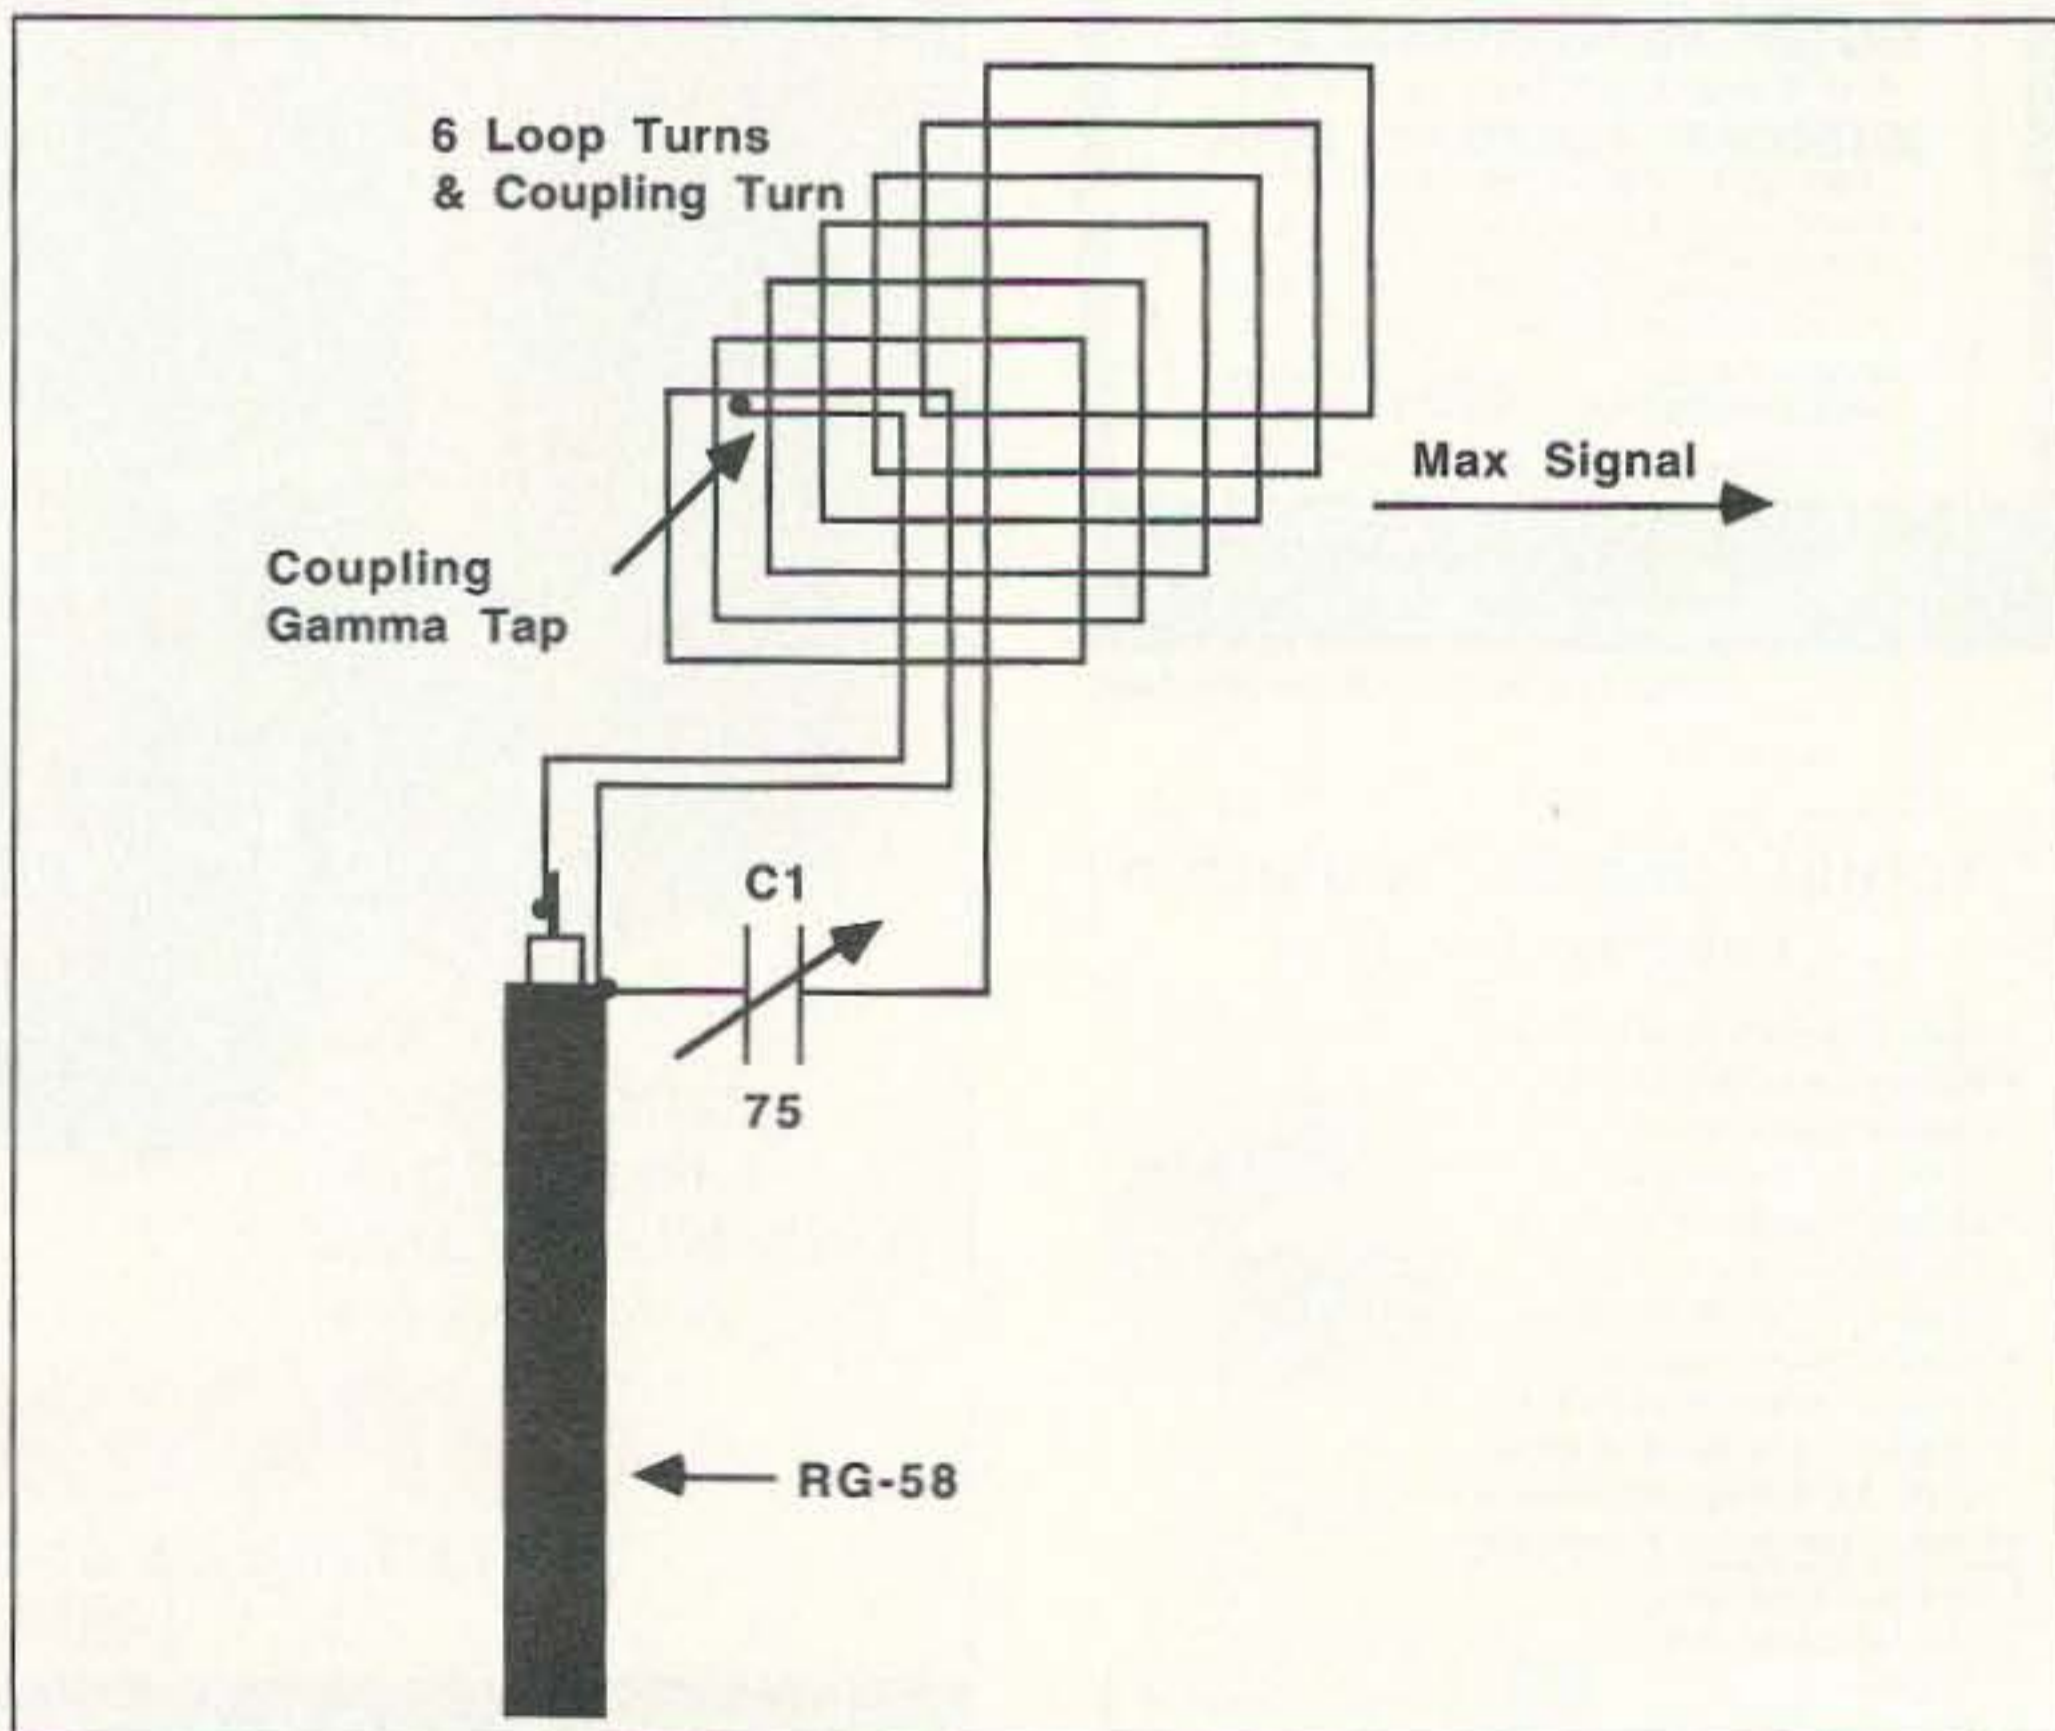 6 Loop Turns
& Coupling Turn
Max Signal
Coupling
Gamma Tap
C1
75
RG-58